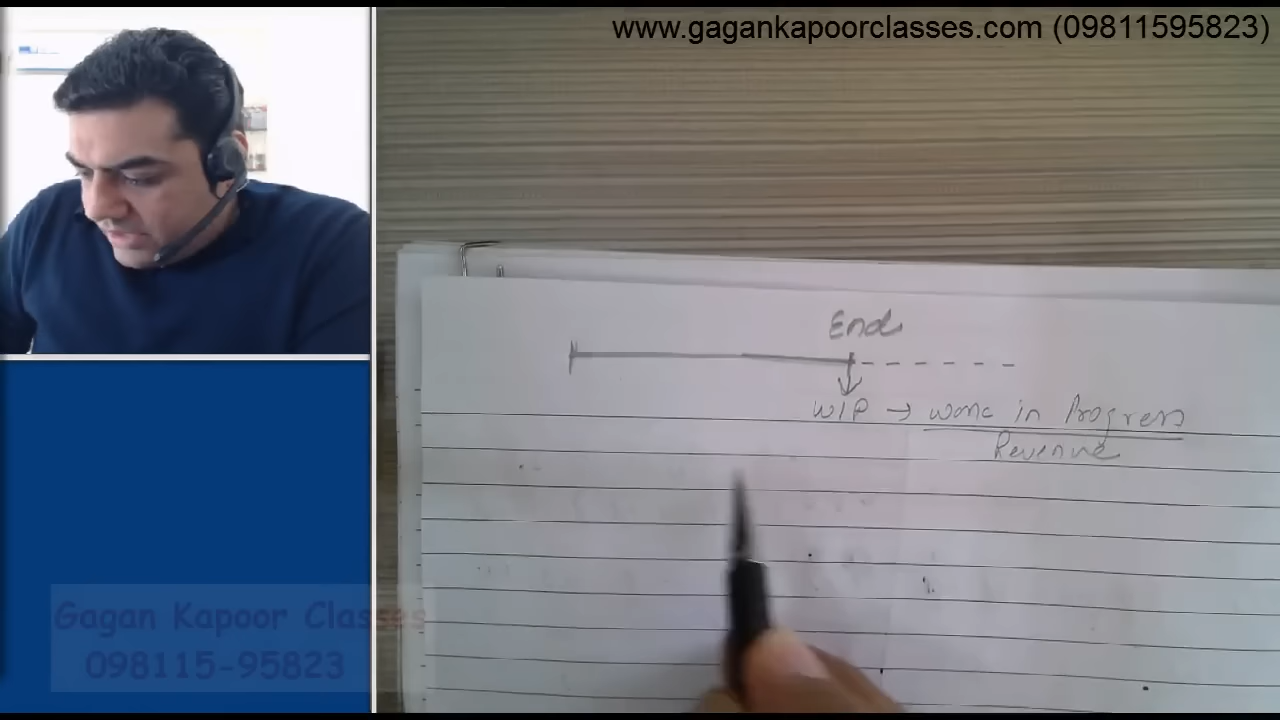 www.gagankapoorclasses.com (09811595823)
End
WIP → Work in Progress
Revenue
Gagan Kapoor Classes
098115-95823